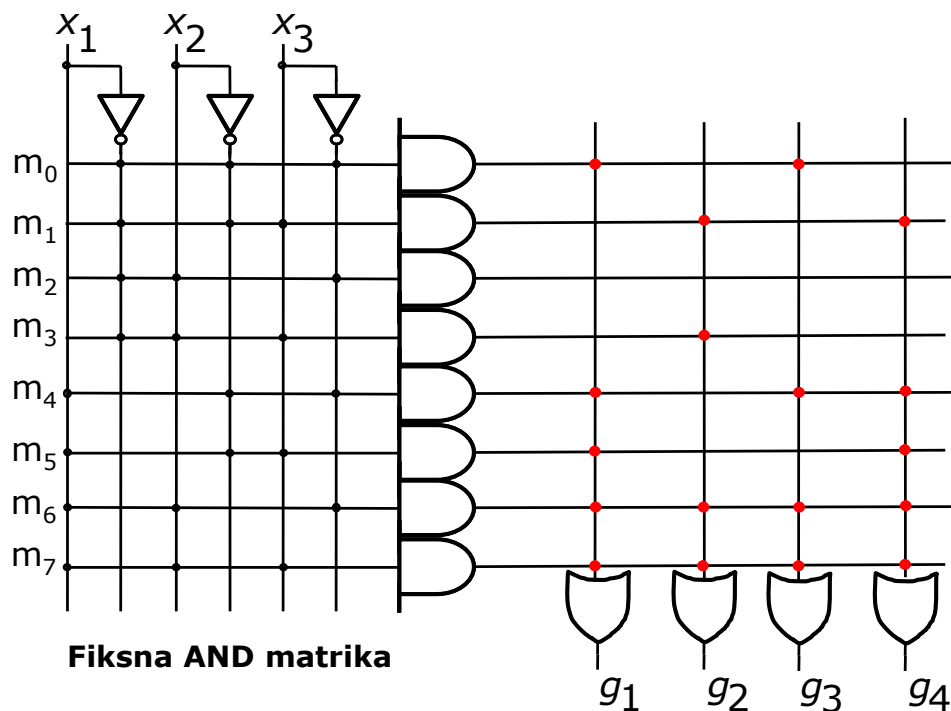 x1 x2 x3
m0
m1
m2
m3
m4
m5
m6
m7
Fiksna AND matrika
g1 g2 g3 g4